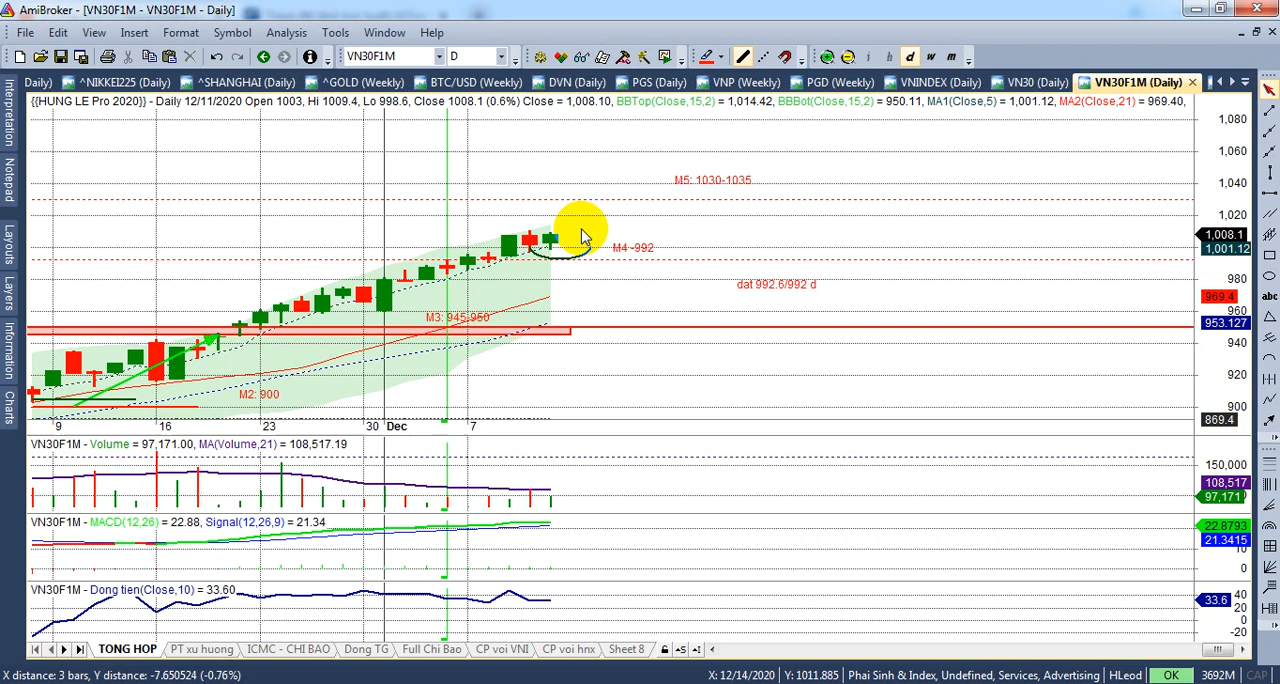 AmiBroker - [VN30F1M - VN30F1M - Daily]
File Edit View Insert Format Symbol Analysis Tools Window Help
VN30F1M D h d w m
Daily) ^NIKKEI225 (Daily) ^SHANGHAI (Daily) ^GOLD (Weekly) BTC/USD (Weekly) DVN (Daily) PGS (Daily) VNP (Weekly) PGD (Weekly) VNINDEX (Daily) VN30 (Daily) VN30F1M (Daily)
{{HUNG LE Pro 2020}} - Daily 12/11/2020 Open 1003, Hi 1009.4, Lo 998.6, Close 1008.1 (0.6%) Close = 1,008.10, BBTop(Close,15,2) = 1,014.42, BBBot(Close,15,2) = 950.11, MA1(Close,5) = 1,001.12, MA2(Close,21) = 969.40,
Interpretation
Notepad
Layouts
Layers
Information
Charts
abc
1,080
1,060
M5: 1030-1035
1,040
1,020
1,008.1
M4 -992
1,001.12
980
dat 992.6/992 d
969.4
960
M3: 945-950
953.127
940
920
M2: 900
900
869.4
9 16 23 30 Dec 7
VN30F1M - Volume = 97,171.00, MA(Volume,21) = 108,517.19
150,000
108,517
97,171
VN30F1M - MACD(12,26) = 22.88, Signal(12,26,9) = 21.34
22.8793
21.3415
10
0
VN30F1M - Dong tien(Close,10) = 33.60
40
33.6
20
0
-20
TONG HOP PT xu huong ICMC - CHI BAO Dong TG Full Chi Bao CP voi VNI CP voi hnx Sheet 8
X distance: 3 bars, Y distance: -7.650524 (-0.76%) X: 12/14/2020 Y: 1011.885 Phai Sinh & Index, Undefined, Services, Advertising HLeod OK 3692M CAP